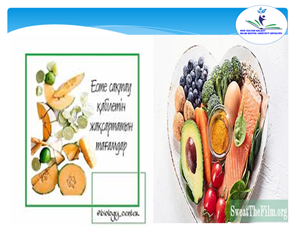 Есте сақтау
қабілетін
жақсартатын
тағамдар
#biology_center
SweatTheFilm.org